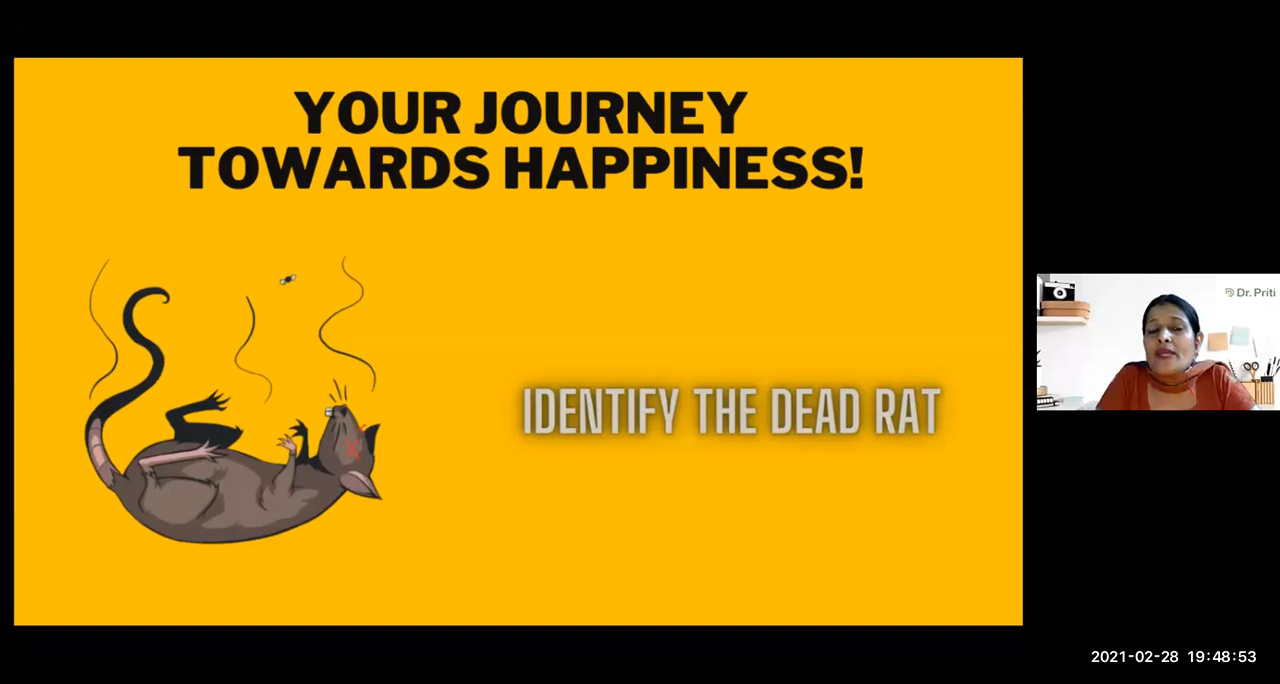 YOUR JOURNEY
TOWARDS HAPPINESS!
IDENTIFY THE DEAD RAT
Dr. Priti
2021-02-28 19:48:53